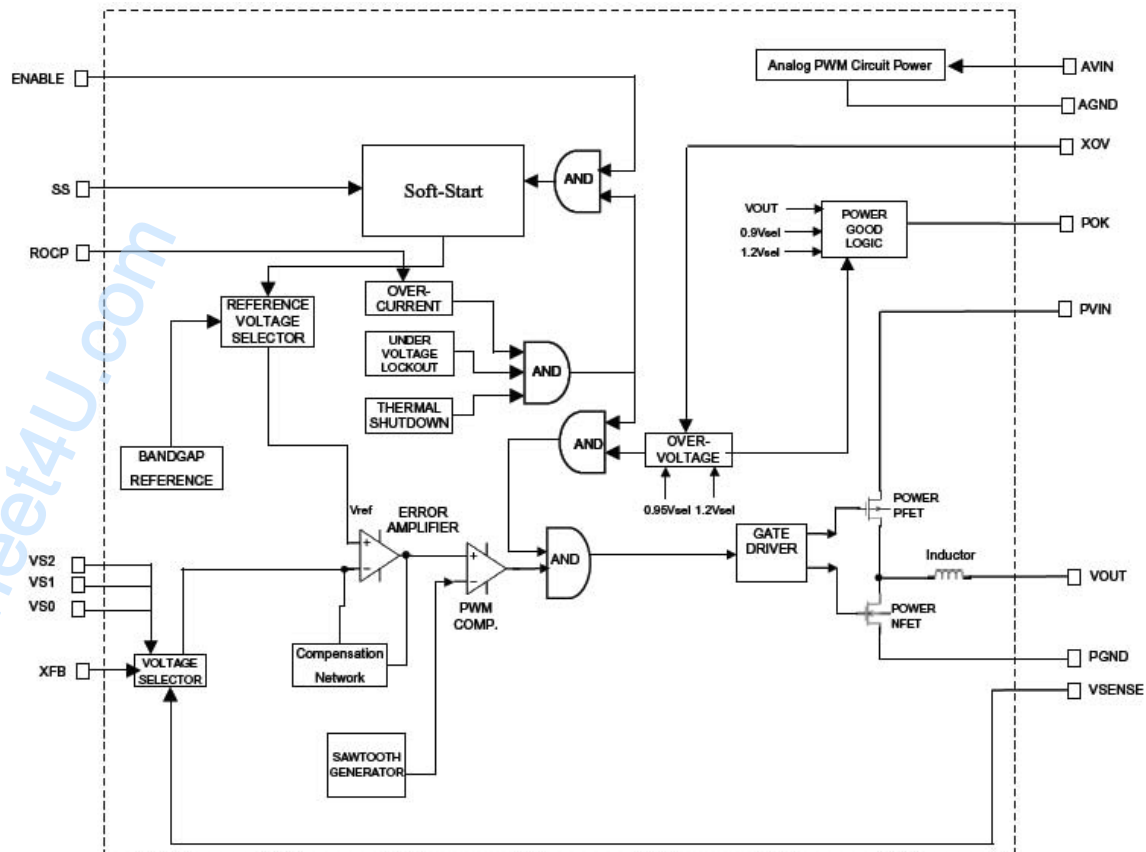 ENABLE
SS
ROCP
VS2
VS1
VS0
XFB
Analog PWM Circuit Power
AVIN
AGND
XOV
POK
PVIN
VOUT
PGND
VSENSE
Soft-Start
AND
VOUT
0.9Vsel
1.2Vsel
POWER
GOOD
LOGIC
REFERENCE
VOLTAGE
SELECTOR
OVER-
CURRENT
UNDER
VOLTAGE
LOCKOUT
THERMAL
SHUTDOWN
AND
AND
OVER-
VOLTAGE
0.95Vsel 1.2Vsel
BANDGAP
REFERENCE
Vref
ERROR
AMPLIFIER
+
−
+
−
PWM
COMP.
AND
GATE
DRIVER
POWER
PFET
Inductor
POWER
NFET
VOLTAGE
SELECTOR
Compensation
Network
SAWTOOTH
GENERATOR
eet4U.com